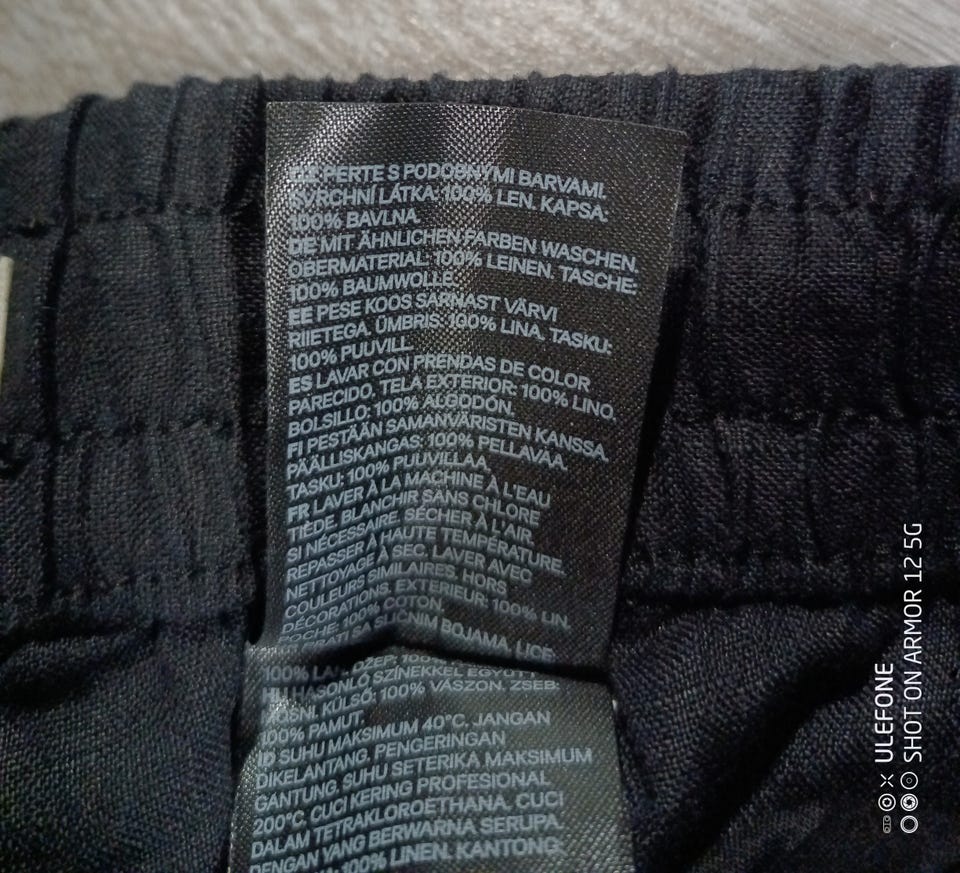 PERTE S PODOBNÝMI BARVAMI.
SVRCHNÍ LÁTKA: 100% LEN. KAPSA:
100% BAVLNA.
DE MIT ÄHNLICHEN FARBEN WASCHEN.
OBERMATERIAL: 100% LEINEN. TASCHE:
100% BAUMWOLLE.
EE PESE KOOS SARNAST VÄRVI
RIIETEGA. ÜMBRIS: 100% LINA. TASKU:
100% PUUVILL.
ES LAVAR CON PRENDAS DE COLOR
PARECIDO. TELA EXTERIOR: 100% LINO.
BOLSILLO: 100% ALGODÓN.
FI PESTÄÄN SAMANVÄRISTEN KANSSA.
PÄÄLLISKANGAS: 100% PELLAVAA.
TASKU: 100% PUUVILLAA.
FR LAVER À LA MACHINE À L'EAU
TIÈDE. BLANCHIR SANS CHLORE
SI NÉCESSAIRE. SÉCHER À L'AIR.
REPASSER À HAUTE TEMPÉRATURE.
NETTOYAGE À SEC. LAVER AVEC
COULEURS SIMILAIRES. HORS
DÉCORATIONS. EXTÉRIEUR: 100% LIN.
POCHE: 100% COTON.
SA SLIČNIM BOJAMA. LICE
100%
HU HASONLÓ SZÍNEKKEL EGYÜTT
MOSNI. KÜLSŐ: 100% VÁSZON. ZSEB:
100% PAMUT.
ID SUHU MAKSIMUM 40°C. JANGAN
DIKELANTANG. PENGERINGAN
GANTUNG. SUHU SETERIKA MAKSIMUM
200°C. CUCI KERING PROFESIONAL
DALAM TETRAKLOROETHANA. CUCI
DENGAN YANG BERWARNA SERUPA.
100% LINEN. KANTONG:
ULEFONE
SHOT ON ARMOR 12 5G